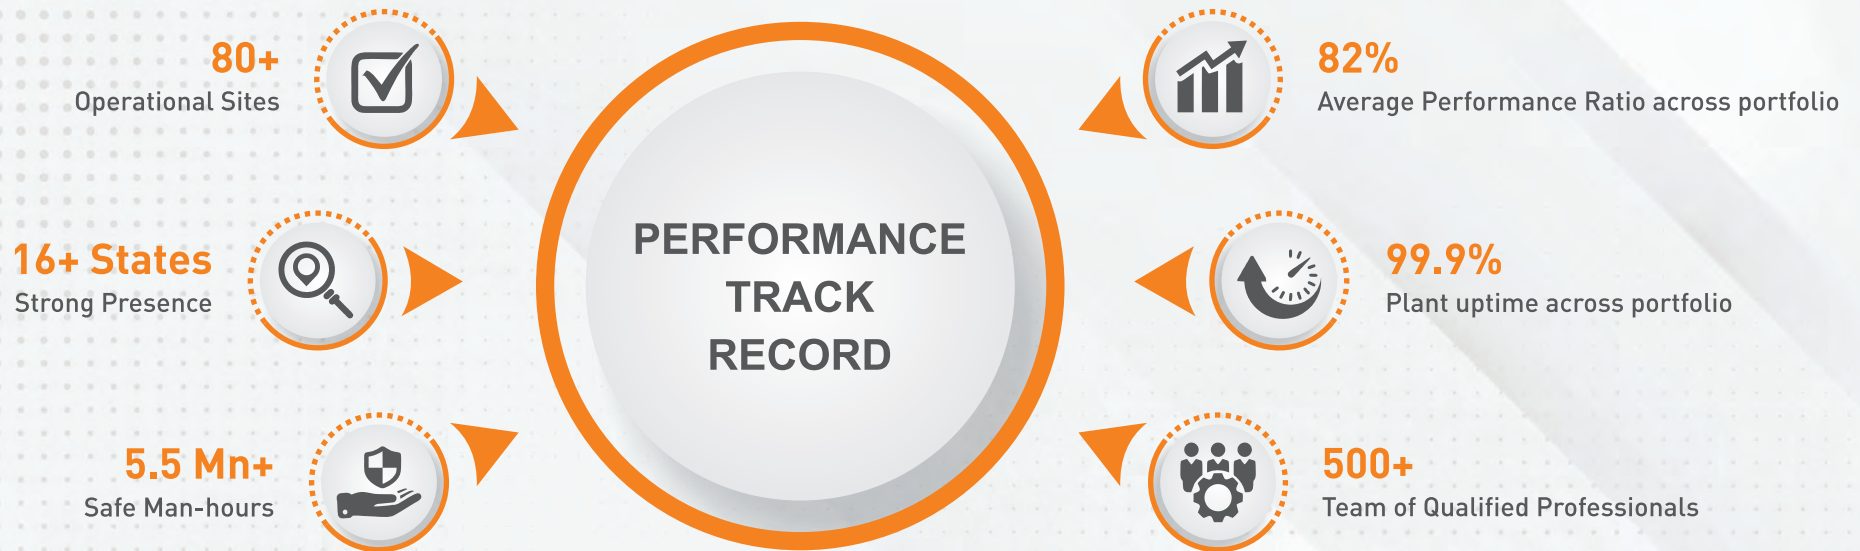 80+
Operational Sites
16+ States
Strong Presence
5.5 Mn+
Safe Man-hours
PERFORMANCE
TRACK
RECORD
82%
Average Performance Ratio across portfolio
99.9%
Plant uptime across portfolio
500+
Team of Qualified Professionals